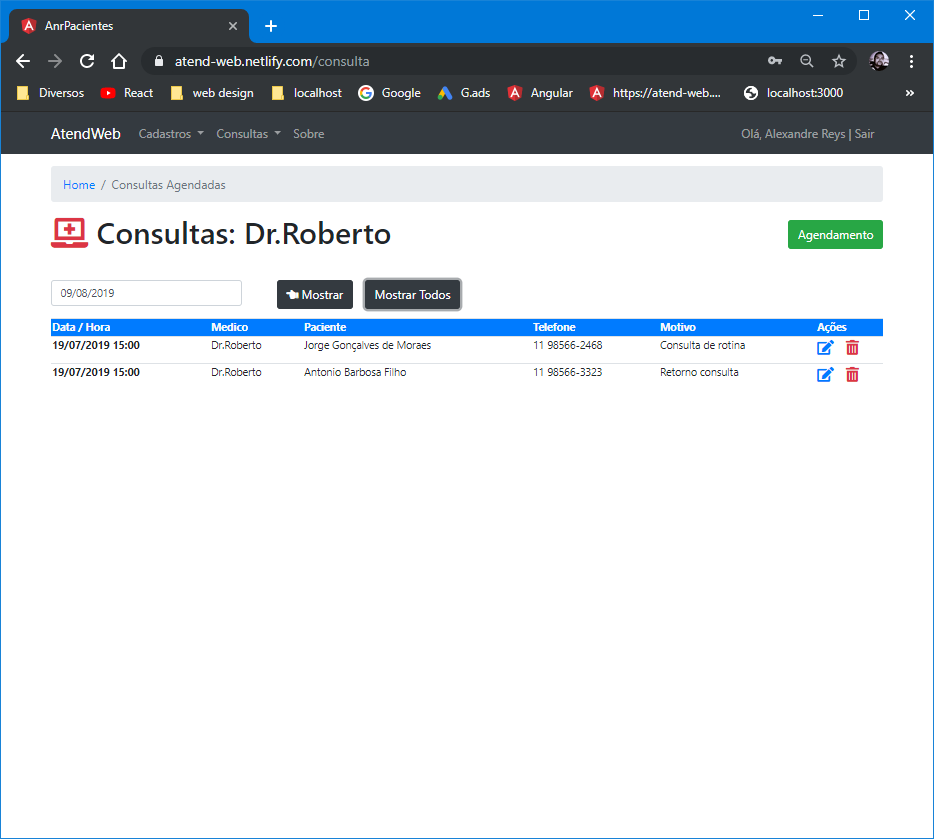 AnrPacientes
atend-web.netlify.com/consulta
Diversos React web design localhost Google G.ads Angular https://atend-web.... localhost:3000 »
AtendWeb Cadastros Consultas Sobre Olá, Alexandre Reys | Sair
Home / Consultas Agendadas
Consultas: Dr.Roberto Agendamento
09/08/2019 Mostrar Mostrar Todos
Data / Hora Medico Paciente Telefone Motivo Ações
19/07/2019 15:00 Dr.Roberto Jorge Gonçalves de Moraes 11 98566-2468 Consulta de rotina
19/07/2019 15:00 Dr.Roberto Antonio Barbosa Filho 11 98566-3323 Retorno consulta